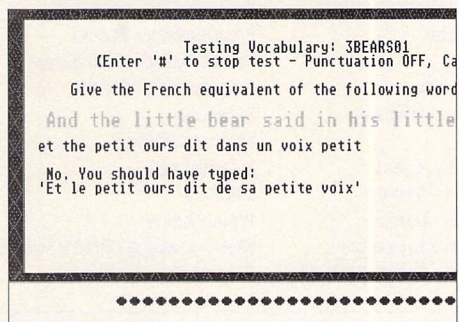 Testing Vocabulary: 3BEARS01
(Enter '#' to stop test - Punctuation OFF, Ca
Give the French equivalent of the following word
And the little bear said in his little
et the petit ours dit dans un voix petit
No. You should have typed:
'Et le petit ours dit de sa petite voix'